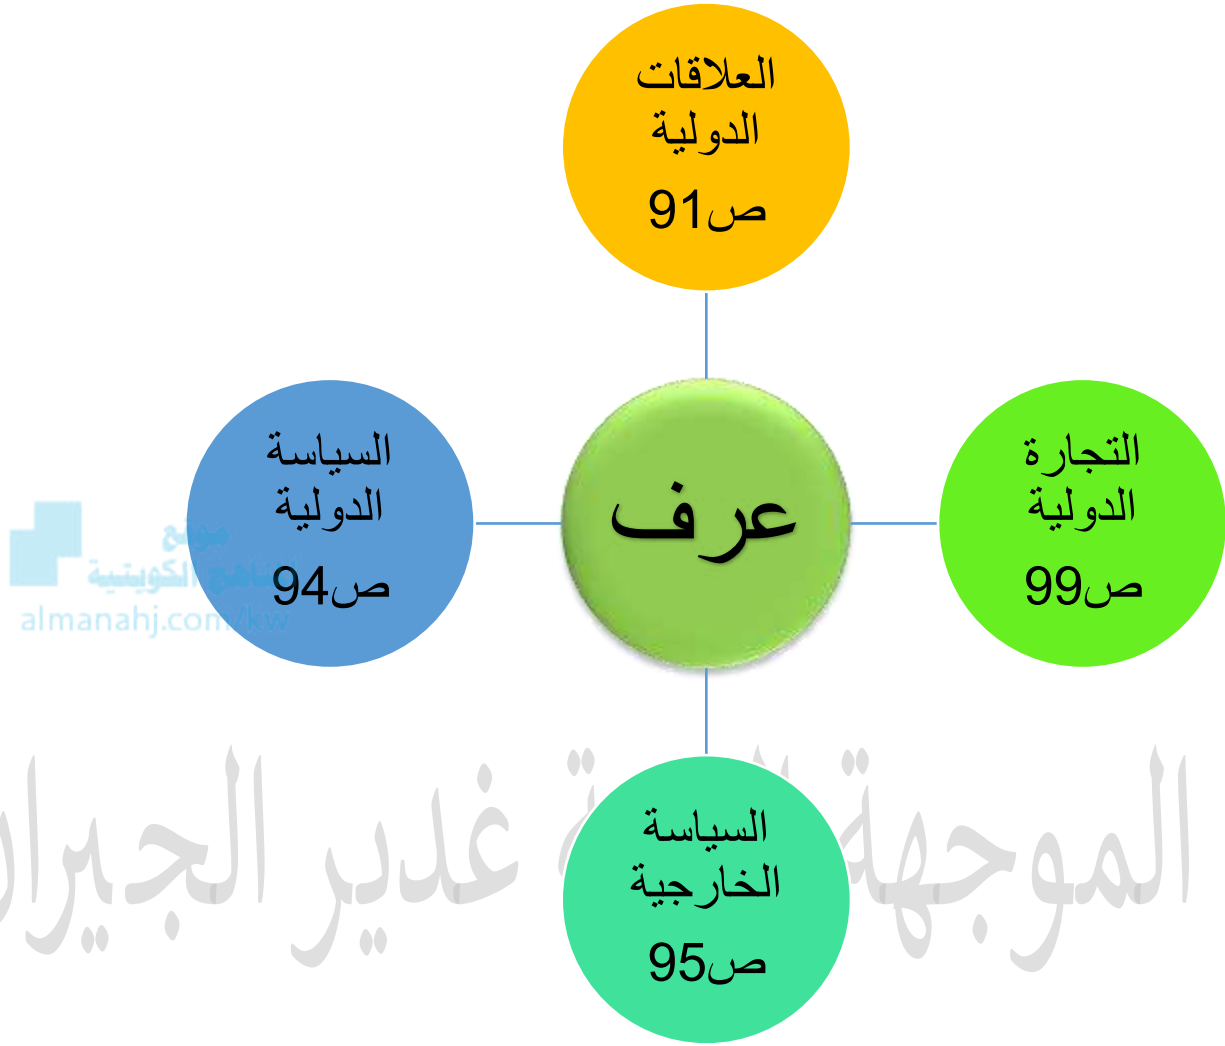 العلاقات
الدولية
ص91
عرف
التجارة
الدولية
ص99
السياسة
الدولية
ص94
السياسة
الخارجية
ص95
موقع
المناهج الكويتية
almanahj.com/kw
الموجهة
غدير الجيران